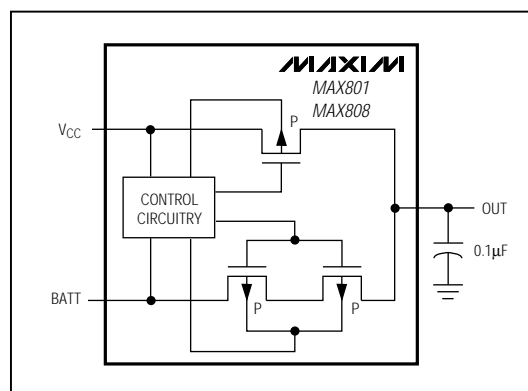 MAXIM
MAX801
MAX808
P
VCC
CONTROL
CIRCUITRY
OUT
0.1µF
BATT
P
P